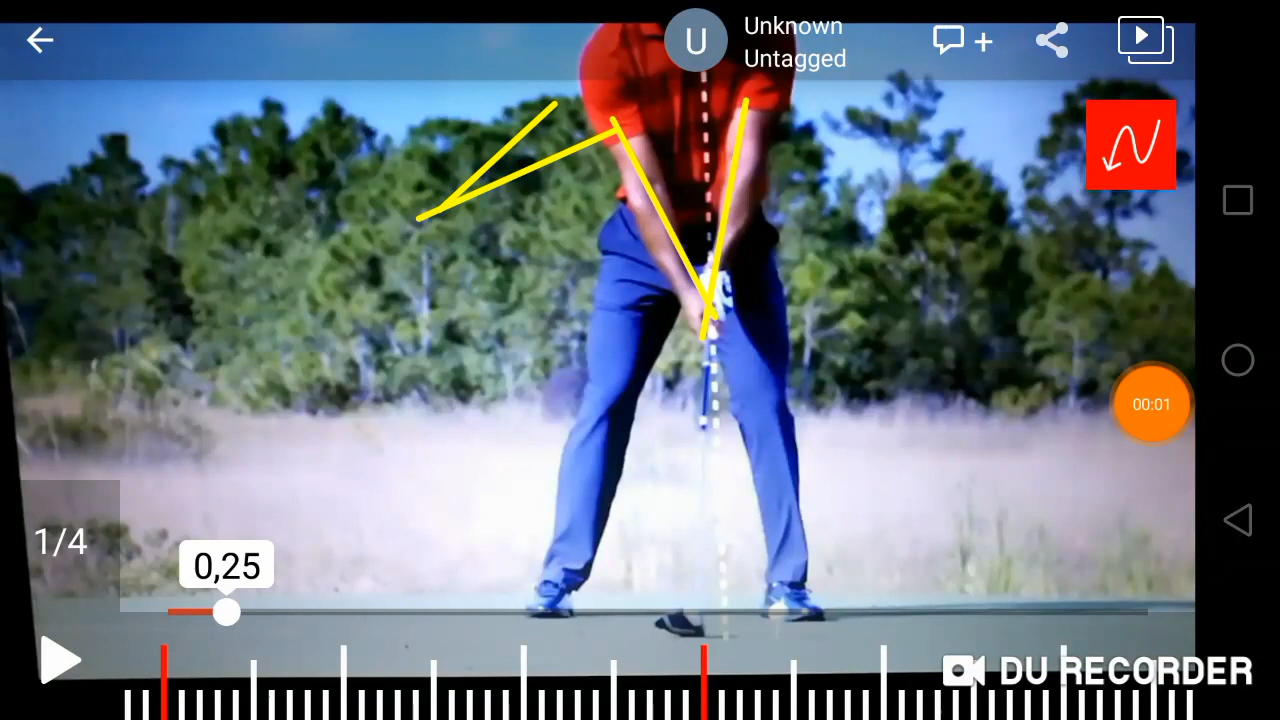 U
Unknown
Untagged
+
00:01
1/4
0,25
DU RECORDER